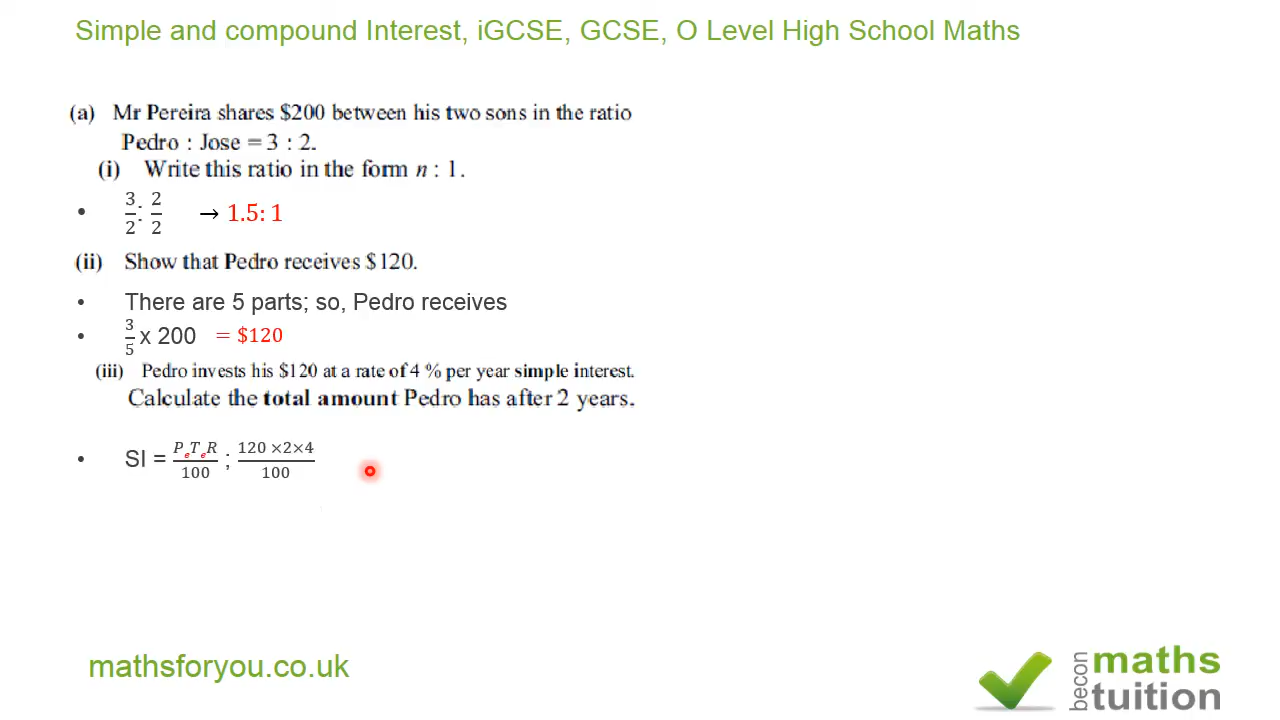 Simple and compound Interest, iGCSE, GCSE, O Level High School Maths
(a) Mr Pereira shares $200 between his two sons in the ratio
Pedro : Jose = 3 : 2.
(i) Write this ratio in the form n : 1.
• 3/2 : 2/2 → 1.5: 1
(ii) Show that Pedro receives $120.
• There are 5 parts; so, Pedro receives
• 3/5 x 200 = $120
(iii) Pedro invests his $120 at a rate of 4 % per year simple interest.
Calculate the total amount Pedro has after 2 years.
• SI = PₑTₑR/100 ; 120 ×2×4/100
mathsforyou.co.uk
becon
maths
tuition